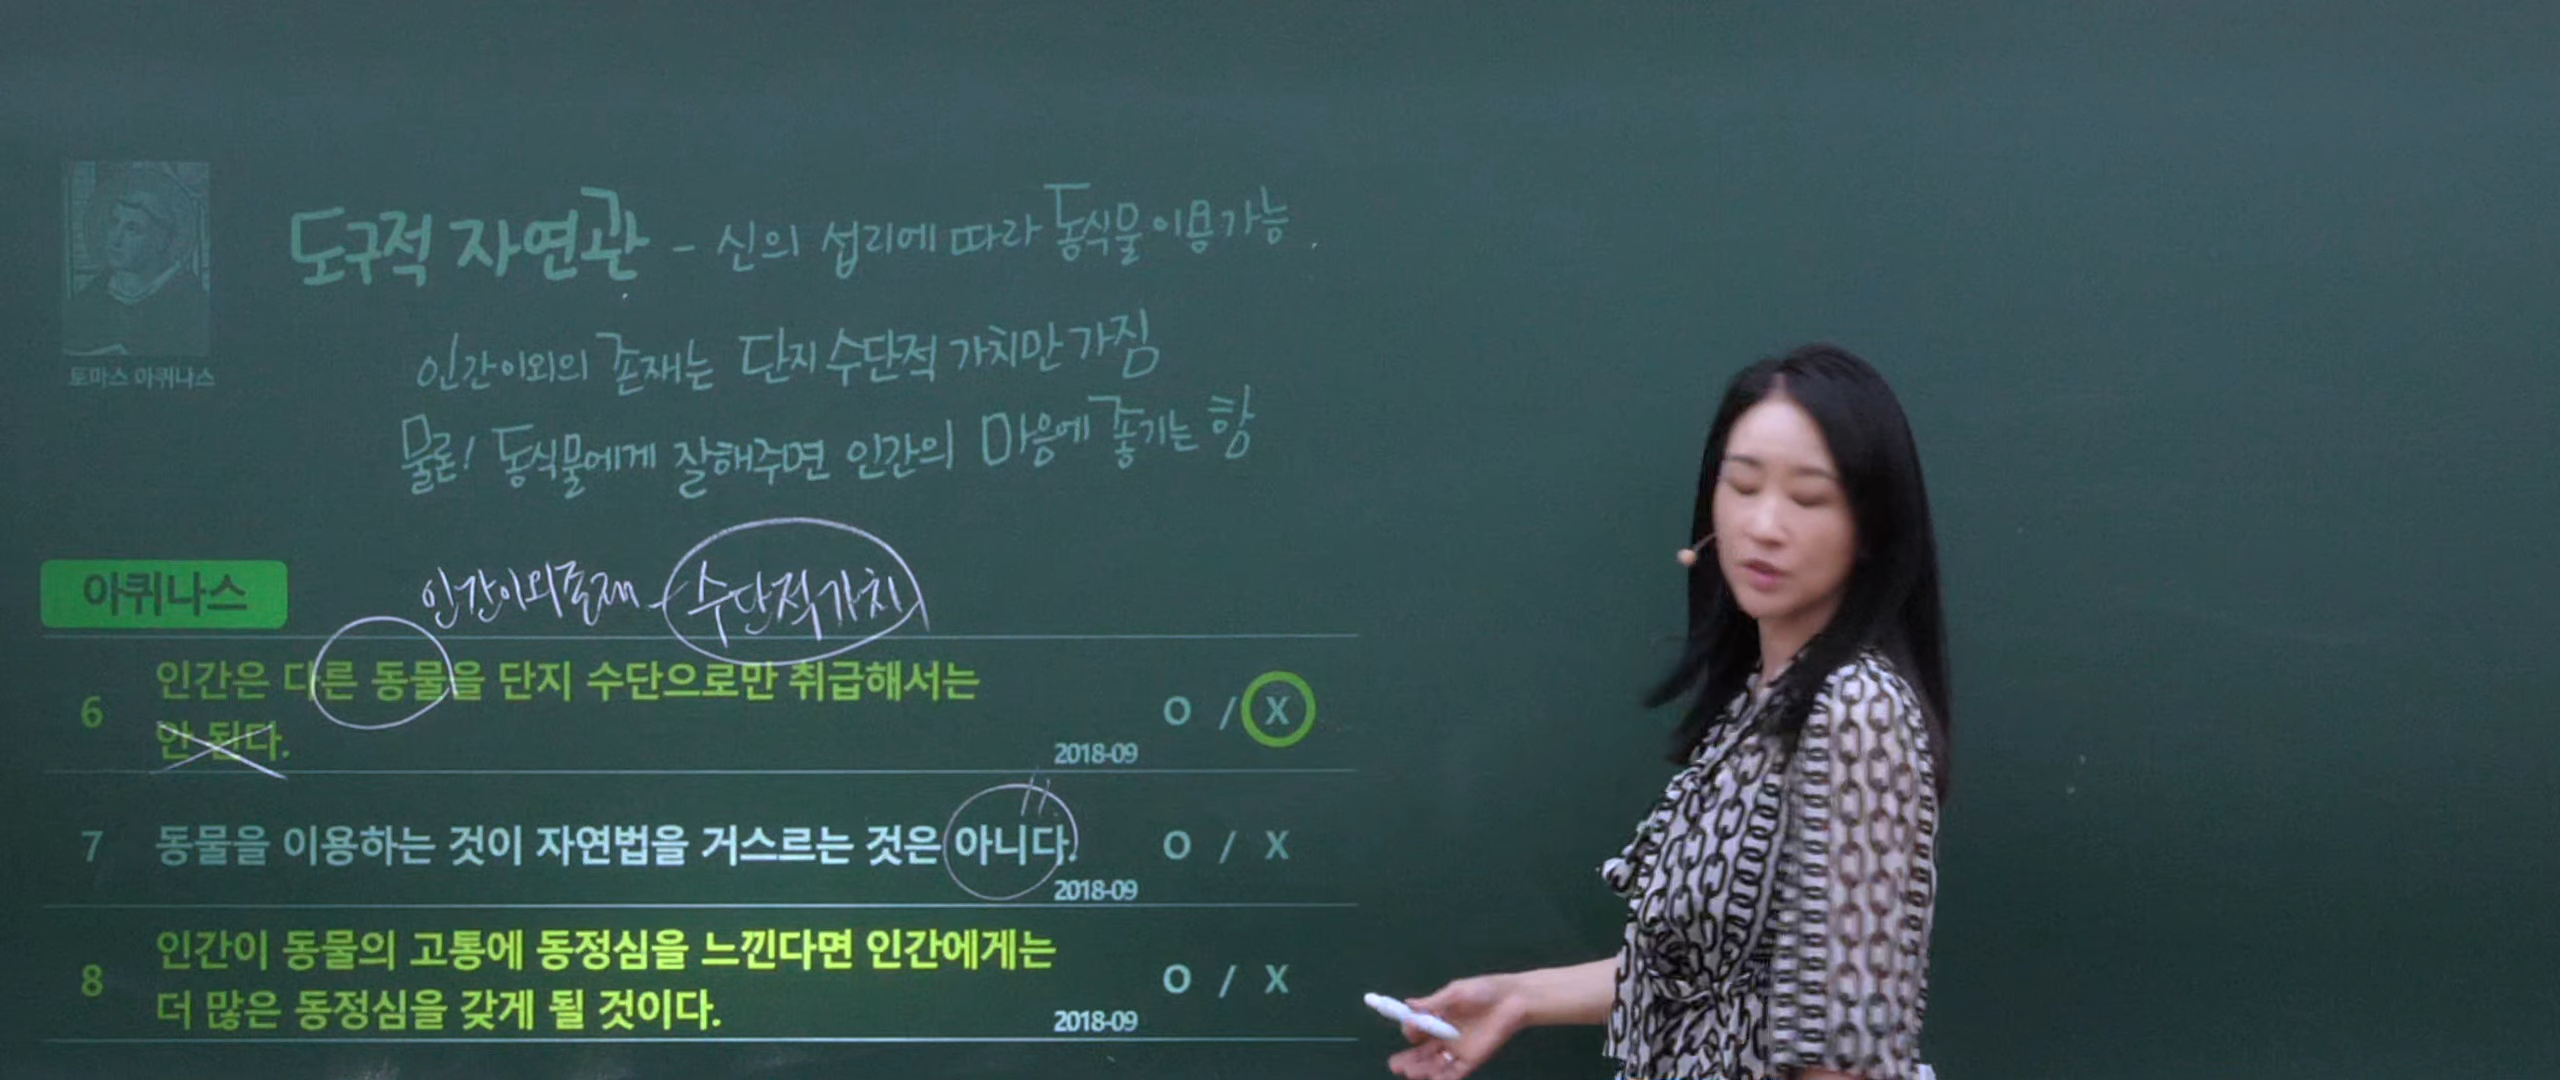 도구적 자연관 - 신의 섭리에 따라 동식물 이용 가능
인간 이외의 존재는 단지 수단적 가치만 가짐
토마스 아퀴나스
물론! 동식물에게 잘해주면 인간의 마음에 좋기는 함
아퀴나스
인간이외존재 - 수단적가치
6 인간은 다른 동물을 단지 수단으로만 취급해서는
안 된다.
O / X
2018-09
7 동물을 이용하는 것이 자연법을 거스르는 것은 아니다. O / X
2018-09
8 인간이 동물의 고통에 동정심을 느낀다면 인간에게는
더 많은 동정심을 갖게 될 것이다.
O / X
2018-09